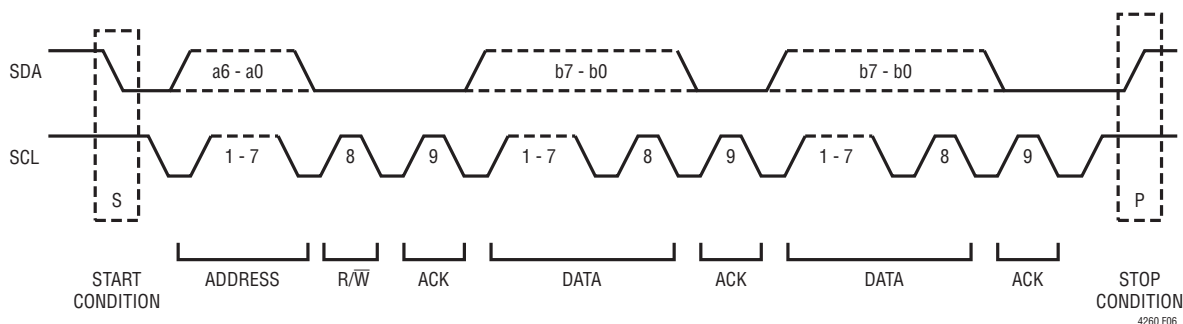 SDA
a6 - a0
b7 - b0
b7 - b0
SCL
1 - 7
8
9
1 - 7
8
9
1 - 7
8
9
S
P
START
CONDITION
ADDRESS
R/W̅
ACK
DATA
ACK
DATA
ACK
STOP
CONDITION
4260 F06